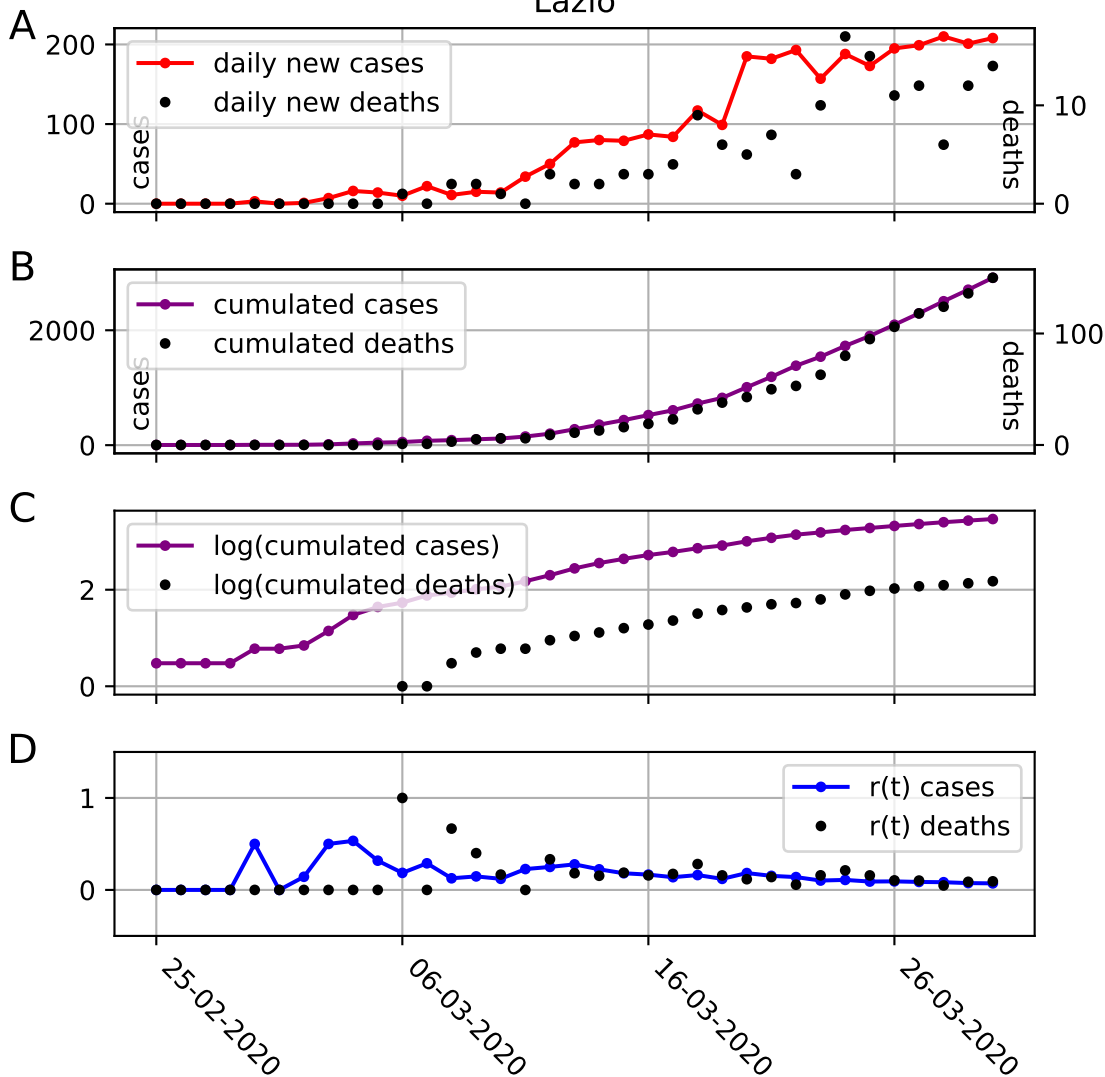 Lazio
A
200
100
0
daily new cases
daily new deaths
cases
deaths
10
0
B
2000
0
cumulated cases
cumulated deaths
cases
deaths
100
0
C
2
0
log(cumulated cases)
log(cumulated deaths)
D
1
0
r(t) cases
r(t) deaths
25-02-2020
06-03-2020
16-03-2020
26-03-2020